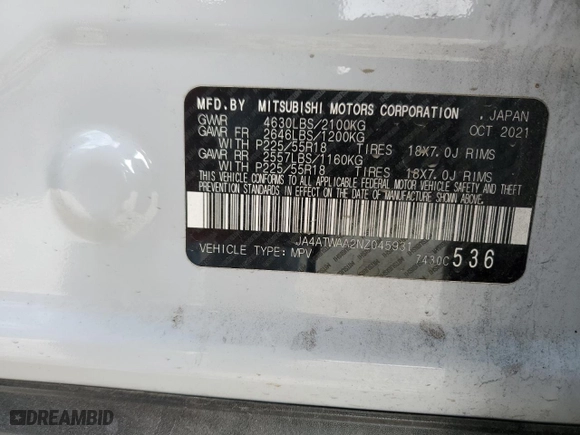 MFD.BY MITSUBISHI MOTORS CORPORATION , JAPAN
GVWR 4630LBS/2100KG OCT 2021
GAWR FR 2646LBS/1200KG
WITH P225/55R18 TIRES 18X7.0J RIMS
GAWR RR 2557LBS/1160KG
WITH P225/55R18 TIRES 18X7.0J RIMS
THIS VEHICLE CONFORMS TO ALL APPLICABLE FEDERAL MOTOR VEHICLE SAFETY AND THEFT
PREVENTION STANDARDS IN EFFECT ON THE DATE OF MANUFACTURE SHOWN ABOVE.
JA4ATWAA2NZ045931
VEHICLE TYPE: MPV 7430C 536
DREAMBID